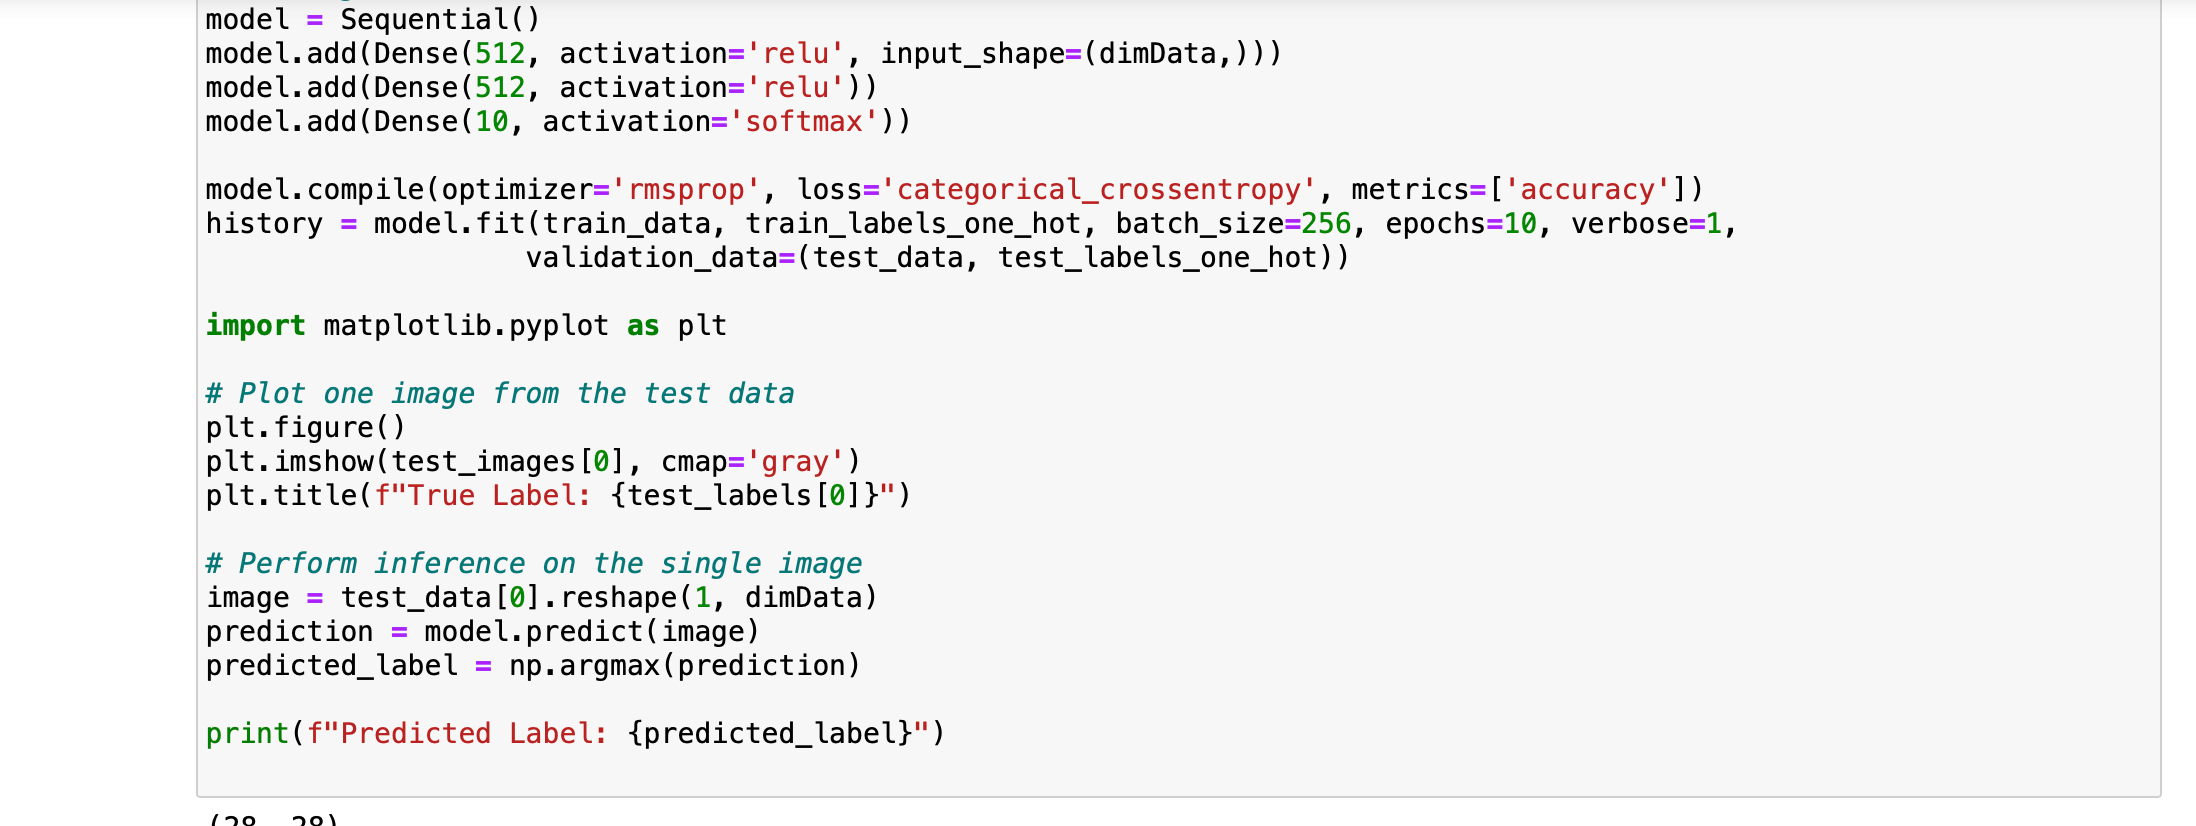 model = Sequential()
model.add(Dense(512, activation='relu', input_shape=(dimData,)))
model.add(Dense(512, activation='relu'))
model.add(Dense(10, activation='softmax'))
model.compile(optimizer='rmsprop', loss='categorical_crossentropy', metrics=['accuracy'])
history = model.fit(train_data, train_labels_one_hot, batch_size=256, epochs=10, verbose=1,
                   validation_data=(test_data, test_labels_one_hot))
import matplotlib.pyplot as plt
# Plot one image from the test data
plt.figure()
plt.imshow(test_images[0], cmap='gray')
plt.title(f"True Label: {test_labels[0]}")
# Perform inference on the single image
image = test_data[0].reshape(1, dimData)
prediction = model.predict(image)
predicted_label = np.argmax(prediction)
print(f"Predicted Label: {predicted_label}")
(28, 28)